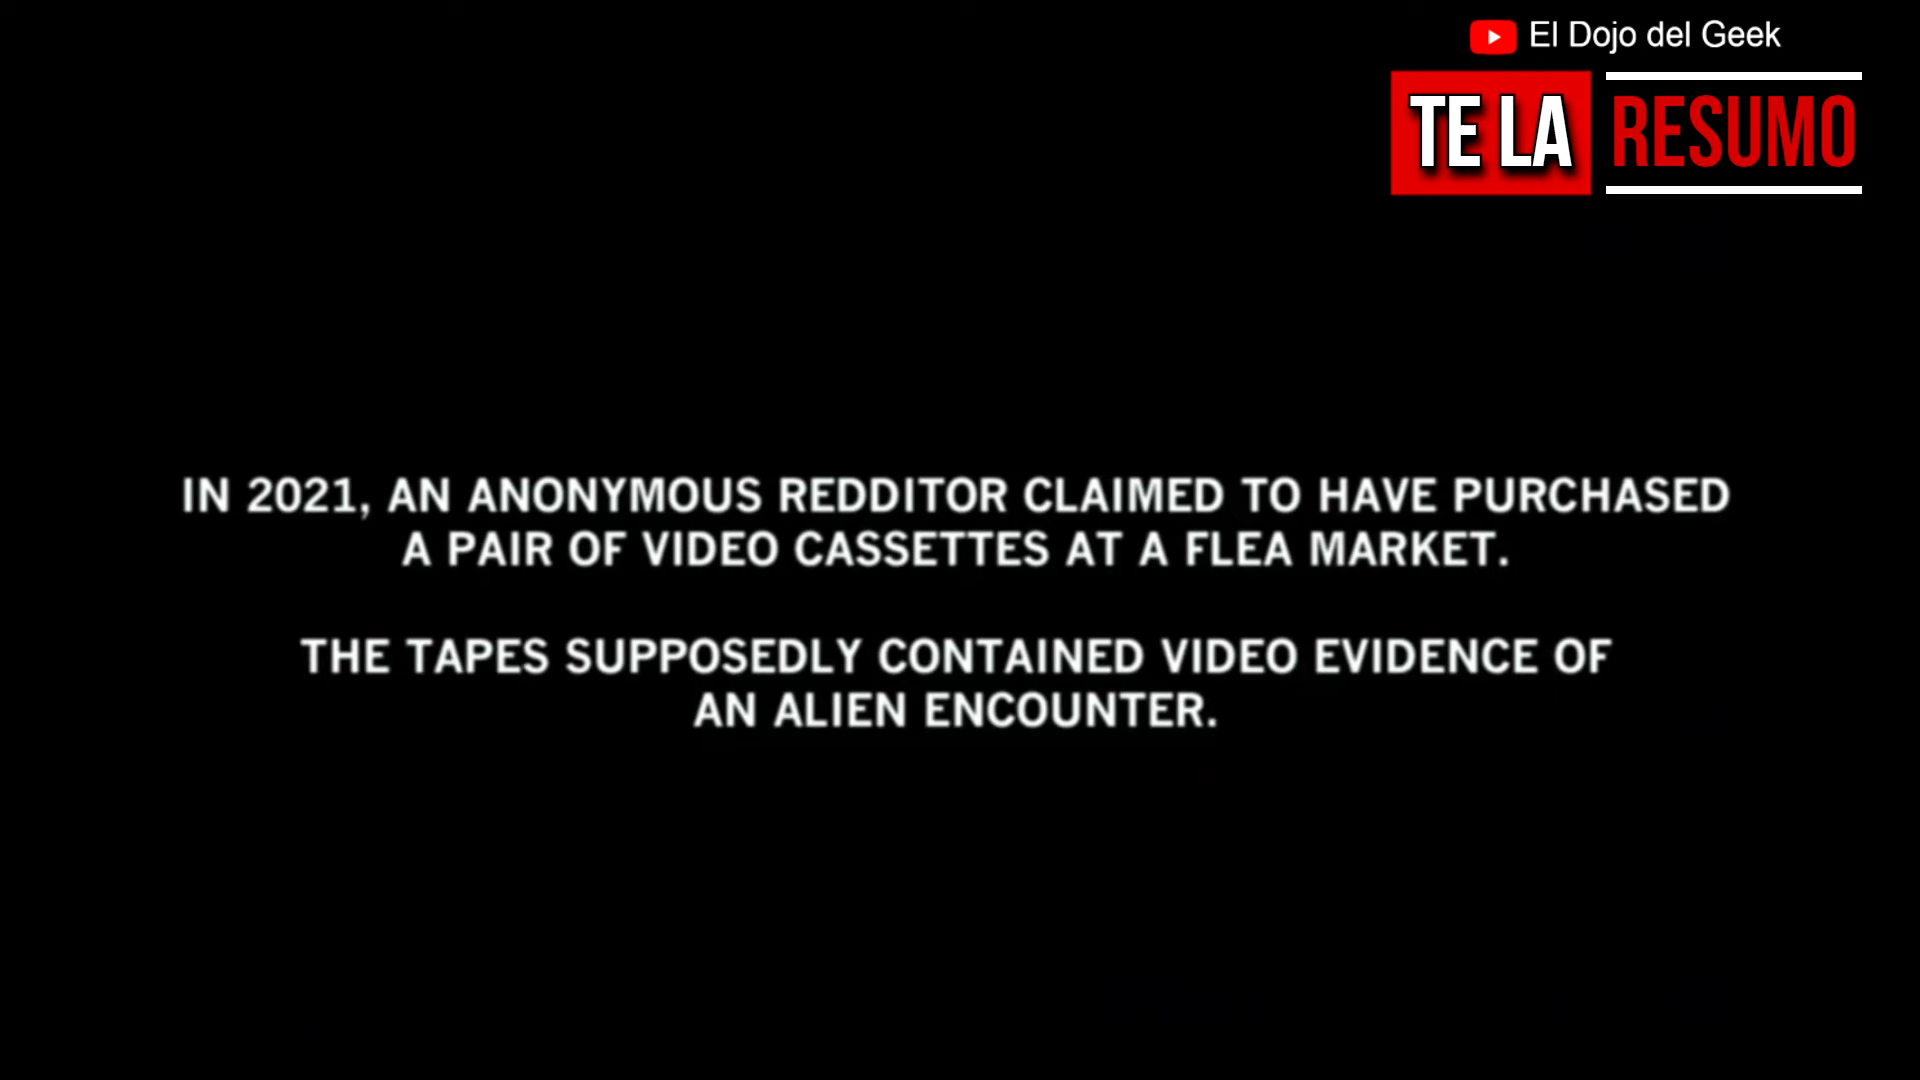 El Dojo del Geek
TE LA RESUMO
IN 2021, AN ANONYMOUS REDDITOR CLAIMED TO HAVE PURCHASED
A PAIR OF VIDEO CASSETTES AT A FLEA MARKET.
THE TAPES SUPPOSEDLY CONTAINED VIDEO EVIDENCE OF
AN ALIEN ENCOUNTER.